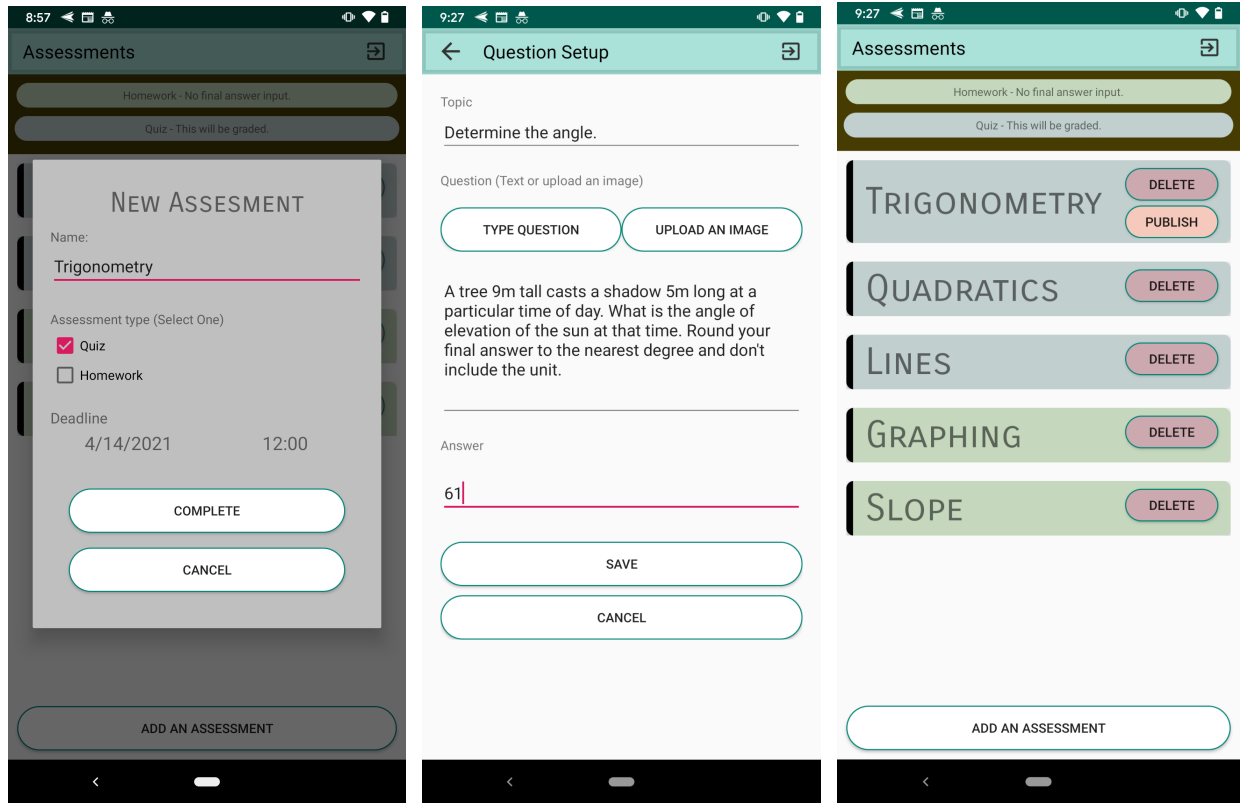 8:57
Assessments
Homework - No final answer input.
Quiz - This will be graded.
New Assesment
Name:
Trigonometry
Assessment type (Select One)
Quiz
Homework
Deadline
4/14/2021 12:00
COMPLETE
CANCEL
ADD AN ASSESSMENT
9:27
Question Setup
Topic
Determine the angle.
Question (Text or upload an image)
TYPE QUESTION UPLOAD AN IMAGE
A tree 9m tall casts a shadow 5m long at a
particular time of day. What is the angle of
elevation of the sun at that time. Round your
final answer to the nearest degree and don't
include the unit.
Answer
61
SAVE
CANCEL
9:27
Assessments
Homework - No final answer input.
Quiz - This will be graded.
Trigonometry
DELETE
PUBLISH
Quadratics DELETE
Lines DELETE
Graphing DELETE
Slope DELETE
ADD AN ASSESSMENT